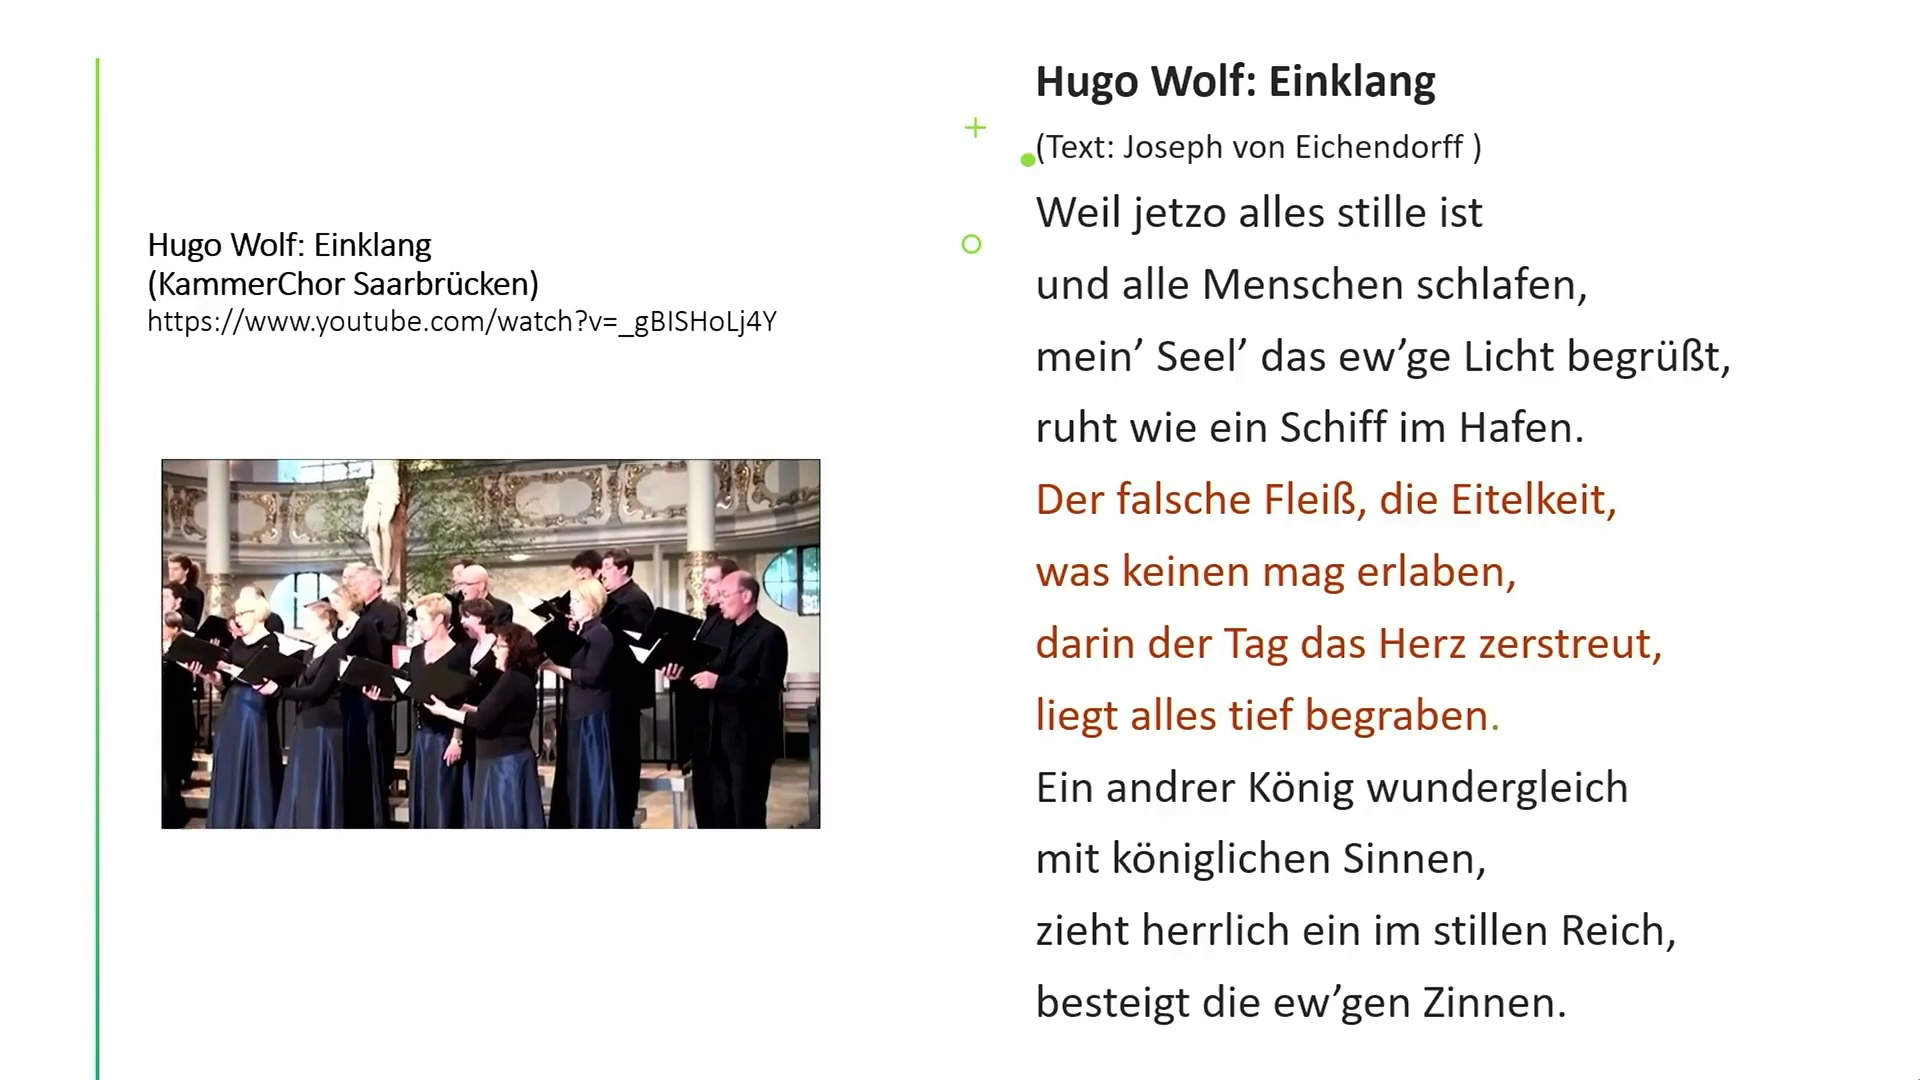 Hugo Wolf: Einklang
(KammerChor Saarbrücken)
https://www.youtube.com/watch?v=_gBISHoLj4Y
Hugo Wolf: Einklang
(Text: Joseph von Eichendorff )
Weil jetzo alles stille ist
und alle Menschen schlafen,
mein’ Seel’ das ew’ge Licht begrüßt,
ruht wie ein Schiff im Hafen.
Der falsche Fleiß, die Eitelkeit,
was keinen mag erlaben,
darin der Tag das Herz zerstreut,
liegt alles tief begraben.
Ein andrer König wundergleich
mit königlichen Sinnen,
zieht herrlich ein im stillen Reich,
besteigt die ew’gen Zinnen.